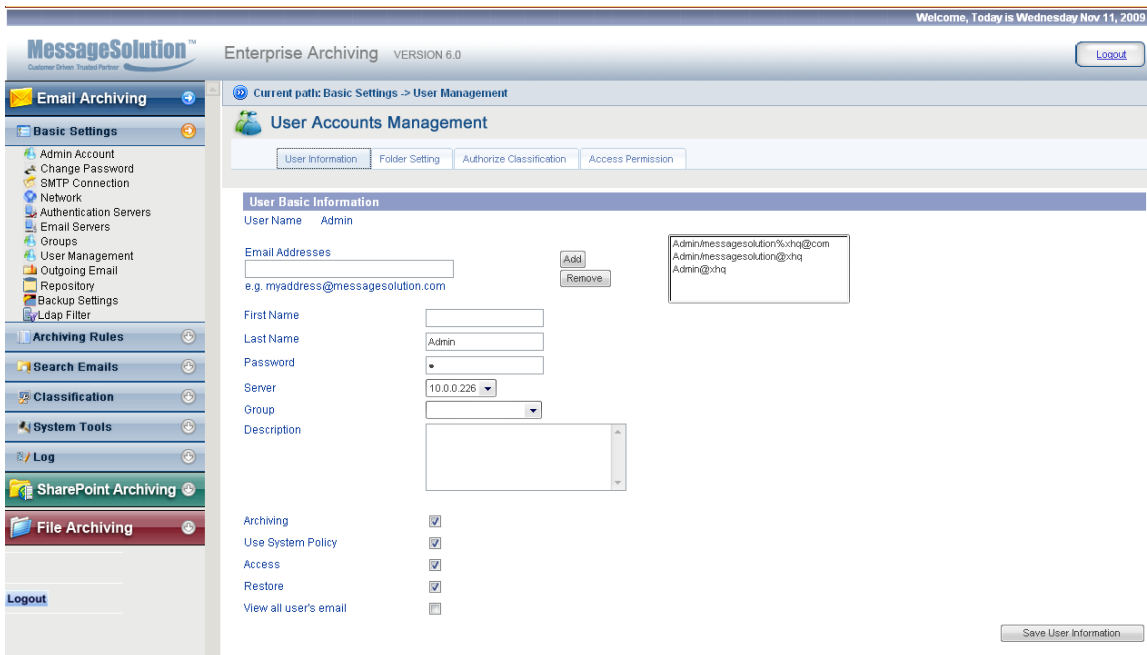 Welcome, Today is Wednesday Nov 11, 2009
MessageSolution™
Customer Driven Trusted Partner
Enterprise Archiving VERSION 6.0
Logout
Email Archiving
Basic Settings
Admin Account
Change Password
SMTP Connection
Network
Authentication Servers
Email Servers
Groups
User Management
Outgoing Email
Repository
Backup Settings
Ldap Filter
Archiving Rules
Search Emails
Classification
System Tools
Log
SharePoint Archiving
File Archiving
Logout
Current path: Basic Settings -> User Management
User Accounts Management
User Information
Folder Setting
Authorize Classification
Access Permission
User Basic Information
User Name Admin
Email Addresses
e.g. myaddress@messagesolution.com
Add
Remove
Admin/messagesolution%xhq@com
Admin/messagesolution@xhq
Admin@xhq
First Name
Last Name Admin
Password
Server 10.0.0.226
Group
Description
Archiving
Use System Policy
Access
Restore
View all user's email
Save User Information